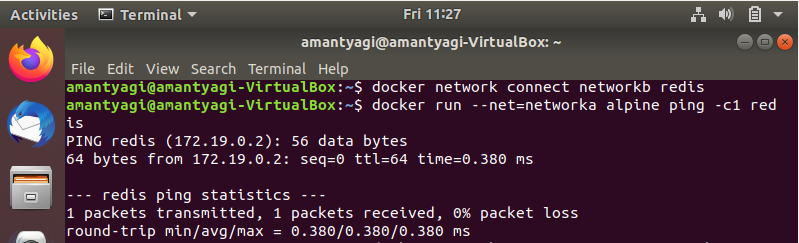 Activities Terminal Fri 11:27
amantyagi@amantyagi-VirtualBox: ~
File Edit View Search Terminal Help
amantyagi@amantyagi-VirtualBox:~$ docker network connect networkb redis
amantyagi@amantyagi-VirtualBox:~$ docker run --net=networka alpine ping -c1 red
is
PING redis (172.19.0.2): 56 data bytes
64 bytes from 172.19.0.2: seq=0 ttl=64 time=0.380 ms
--- redis ping statistics ---
1 packets transmitted, 1 packets received, 0% packet loss
round-trip min/avg/max = 0.380/0.380/0.380 ms